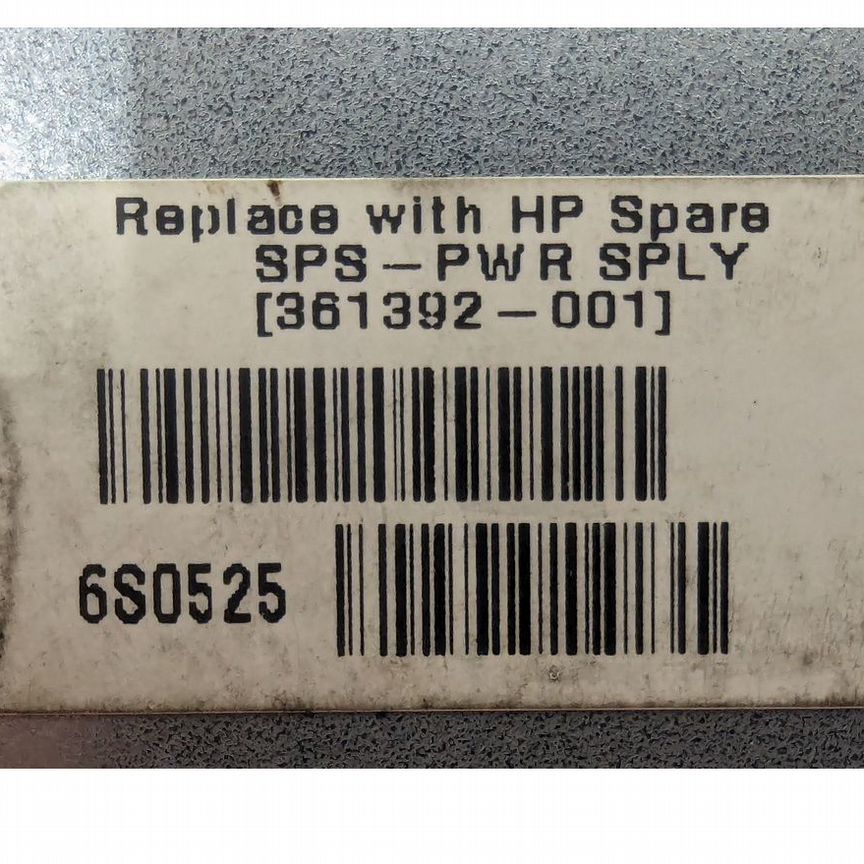 Replace with HP Spare
SPS-PWR SPLY
[361392-001]
6S0525